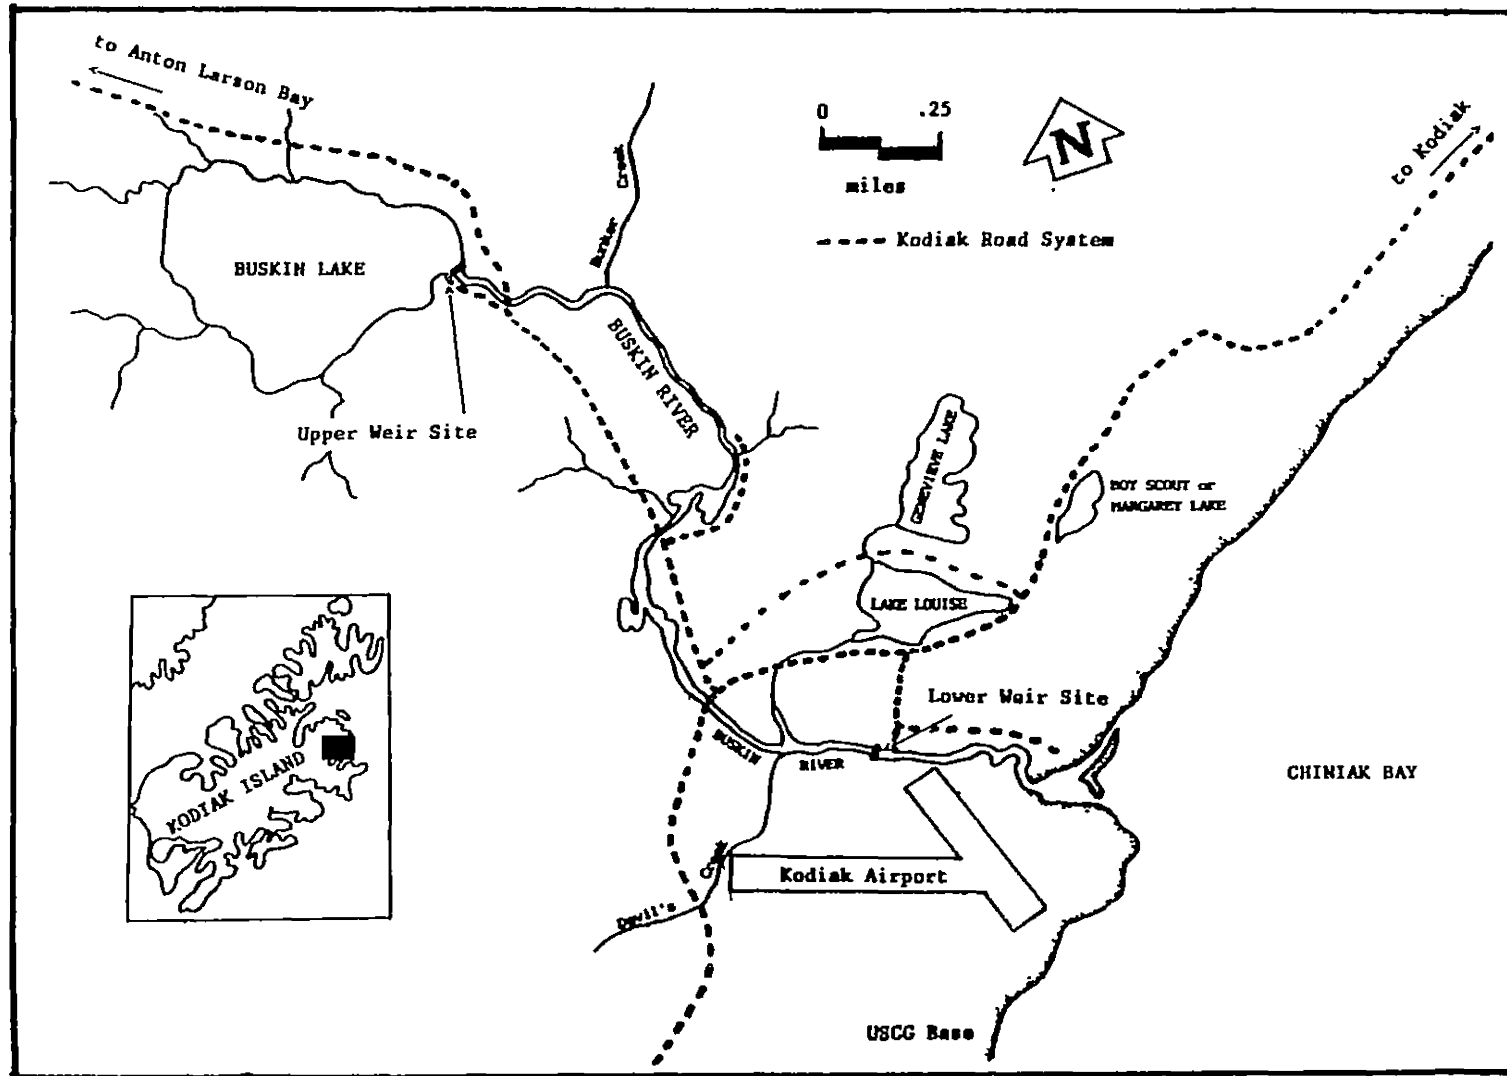 to Anton Larson Bay
0 .25
miles
N
Kodiak Road System
to Kodiak
Bunker Creek
BUSKIN LAKE
BUSKIN RIVER
Upper Weir Site
GENEVIEVE LAKE
BOY SCOUT or
MARGARET LAKE
LAKE LOUISE
Lower Weir Site
BUSKIN RIVER
CHINIAK BAY
KODIAK ISLAND
Kodiak Airport
Devil's Creek
USCG Base